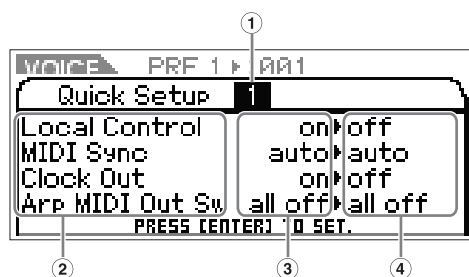 ①
VOICE PRE 1▸001
Quick Setup 1
Local Control on▸off
MIDI Sync auto▸auto
Clock Out on▸off
Arp MIDI Out Sw all off▸all off
PRESS [ENTER] TO SET.
② ③ ④